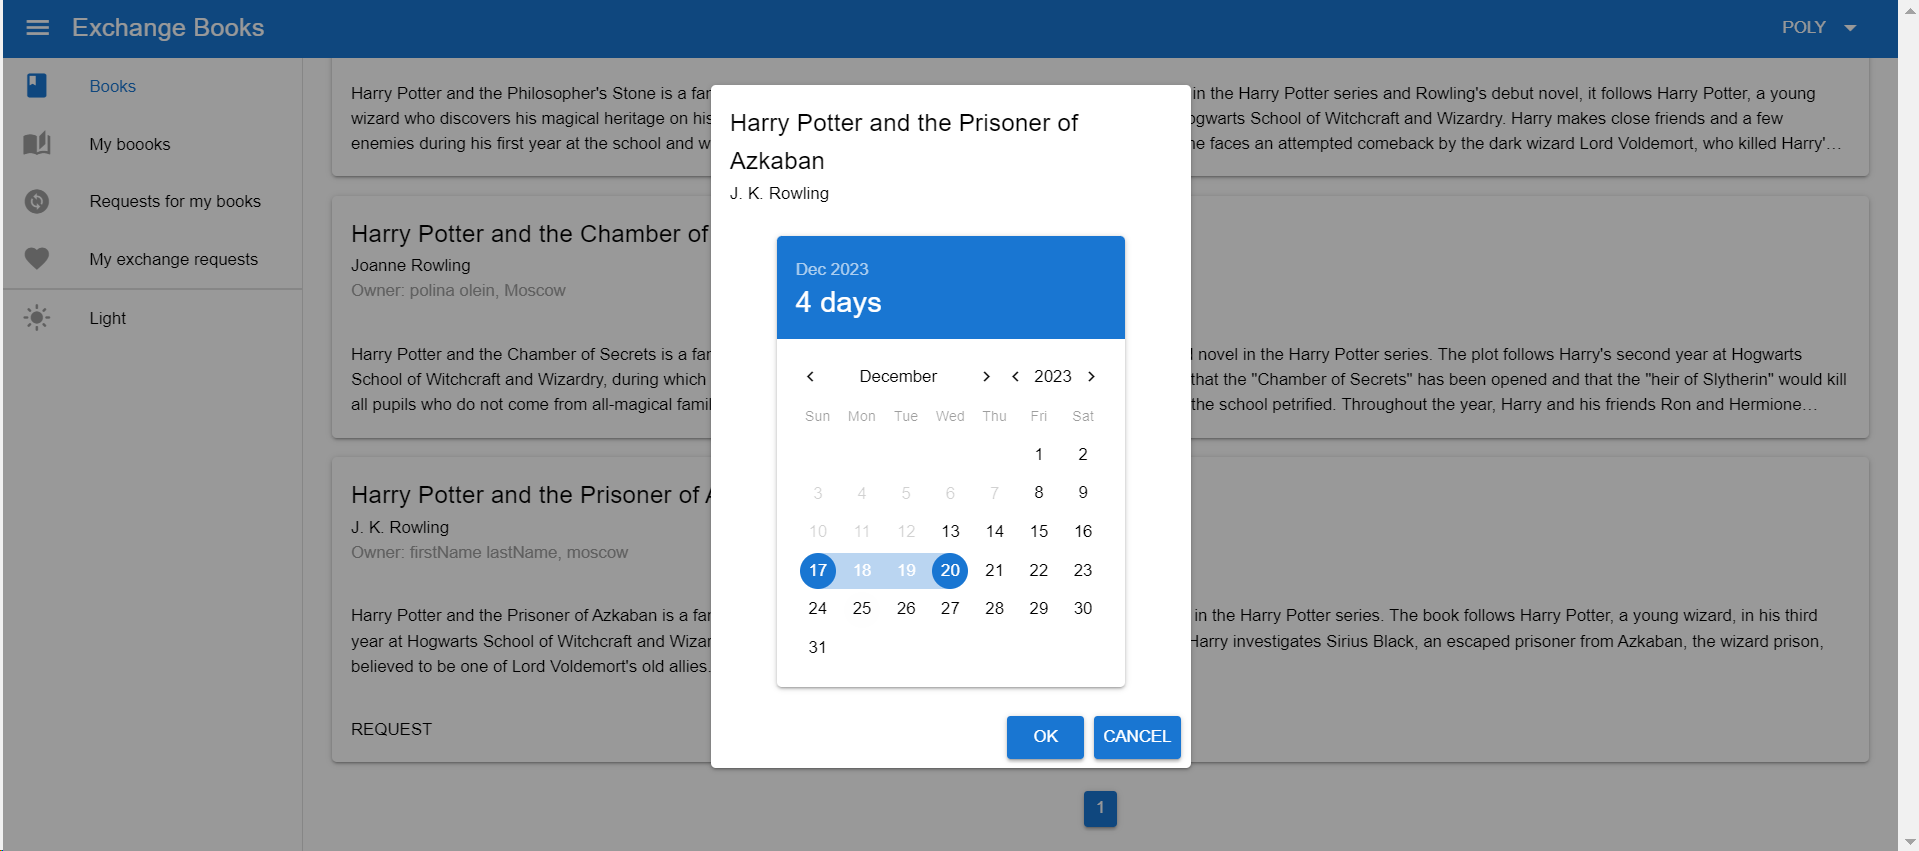 Exchange Books
POLY
Books
My boooks
Requests for my books
My exchange requests
Light
Harry Potter and the Philosopher's Stone is a far
in the Harry Potter series and Rowling's debut novel, it follows Harry Potter, a young
wizard who discovers his magical heritage on his
ogwarts School of Witchcraft and Wizardry. Harry makes close friends and a few
enemies during his first year at the school and w
he faces an attempted comeback by the dark wizard Lord Voldemort, who killed Harry'...
Harry Potter and the Chamber of
Joanne Rowling
Owner: polina olein, Moscow
Harry Potter and the Chamber of Secrets is a far
l novel in the Harry Potter series. The plot follows Harry's second year at Hogwarts
School of Witchcraft and Wizardry, during which
that the "Chamber of Secrets" has been opened and that the "heir of Slytherin" would kill
all pupils who do not come from all-magical famil
the school petrified. Throughout the year, Harry and his friends Ron and Hermione...
Harry Potter and the Prisoner of A
J. K. Rowling
Owner: firstName lastName, moscow
Harry Potter and the Prisoner of Azkaban is a far
in the Harry Potter series. The book follows Harry Potter, a young wizard, in his third
year at Hogwarts School of Witchcraft and Wizar
Harry investigates Sirius Black, an escaped prisoner from Azkaban, the wizard prison,
believed to be one of Lord Voldemort's old allies.
REQUEST
1
Harry Potter and the Prisoner of
Azkaban
J. K. Rowling
Dec 2023
4 days
December 2023
Sun Mon Tue Wed Thu Fri Sat
1 2
3 4 5 6 7 8 9
10 11 12 13 14 15 16
17 18 19 20 21 22 23
24 25 26 27 28 29 30
31
OK CANCEL